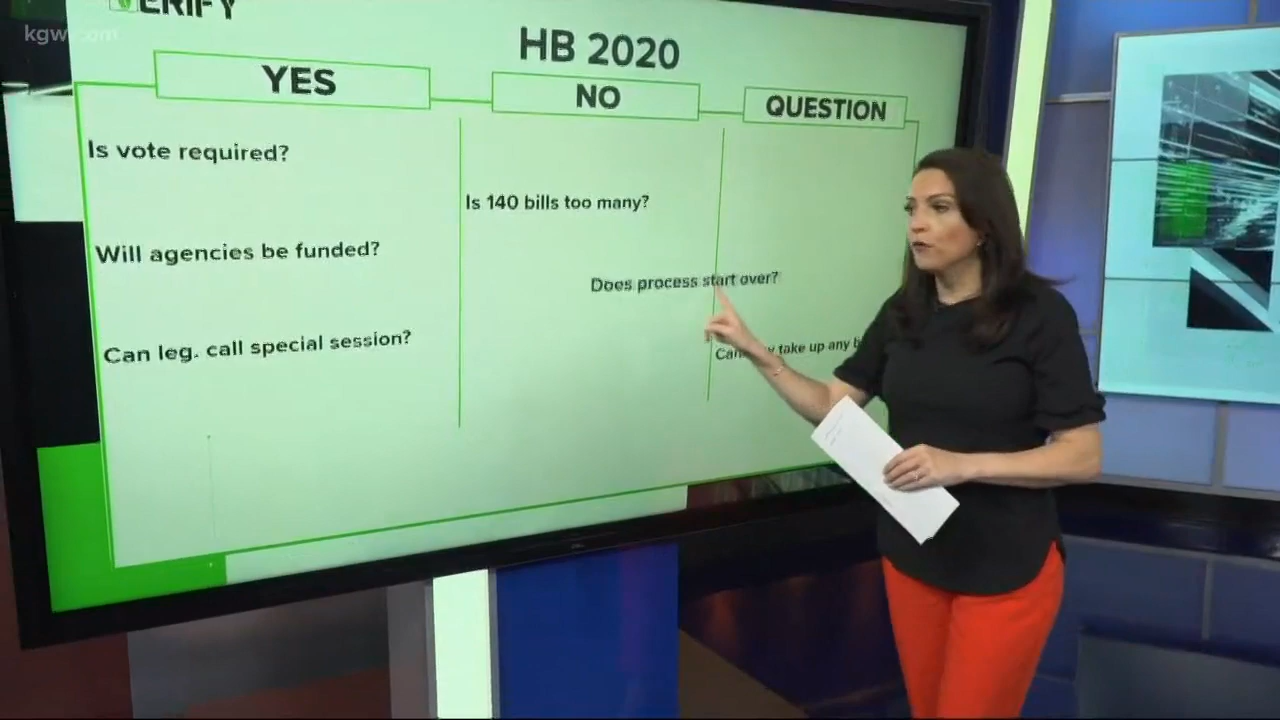 kgw.com
VERIFY
HB 2020
YES
NO
QUESTION
Is vote required?
Is 140 bills too many?
Will agencies be funded?
Does process start over?
Can leg. call special session?
take up any